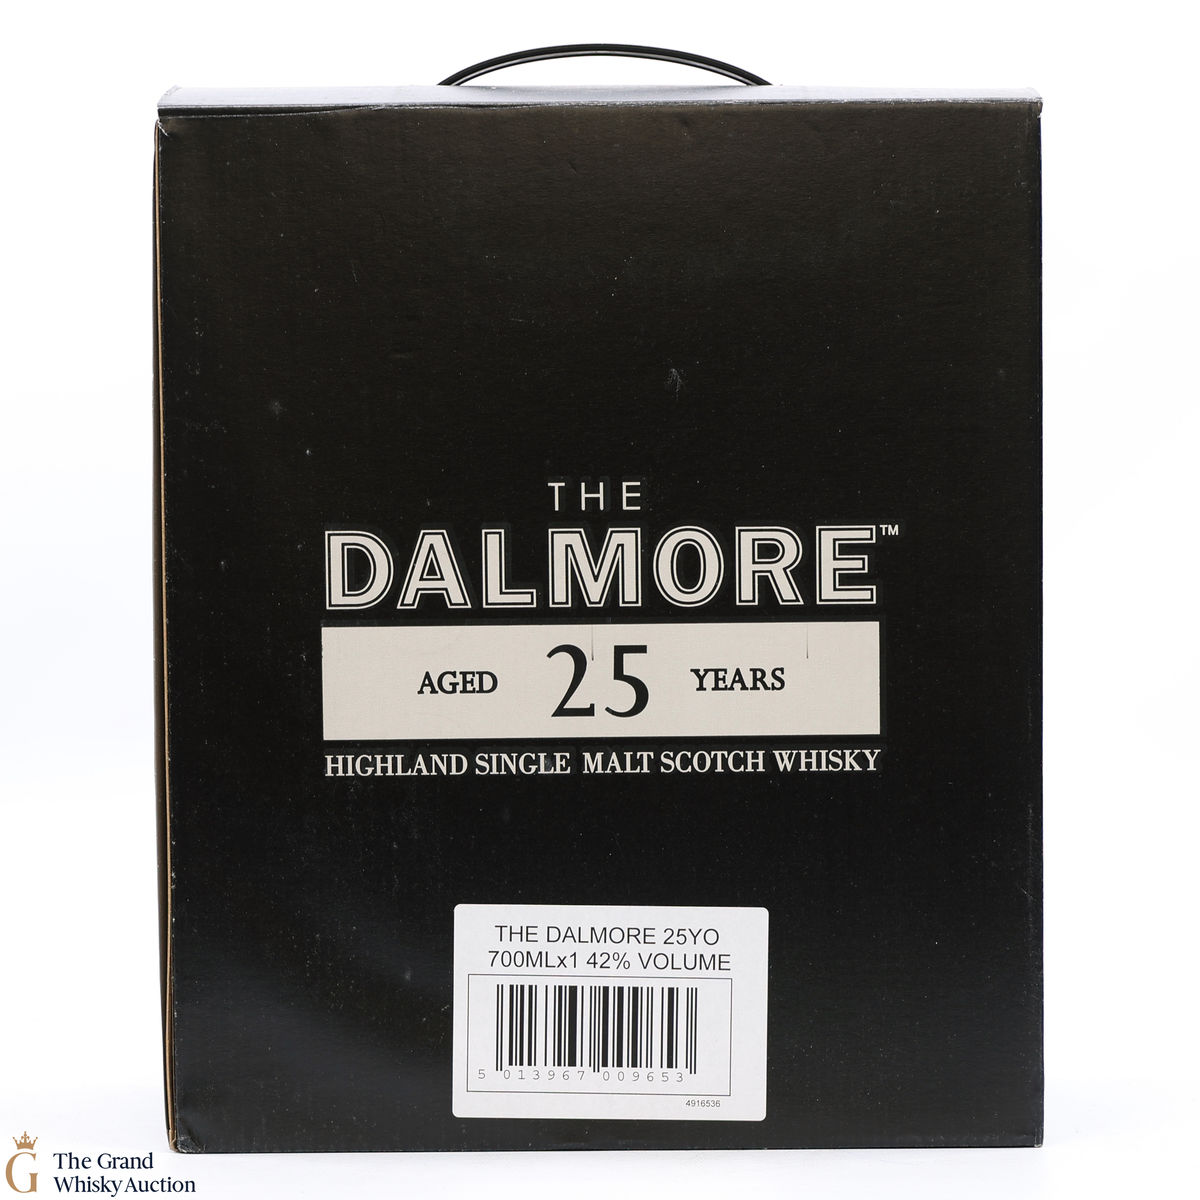 THE
DALMORE™
AGED 25 YEARS
HIGHLAND SINGLE MALT SCOTCH WHISKY
THE DALMORE 25YO
700MLx1 42% VOLUME
5 013967 009653
4916536
G The Grand
Whisky Auction